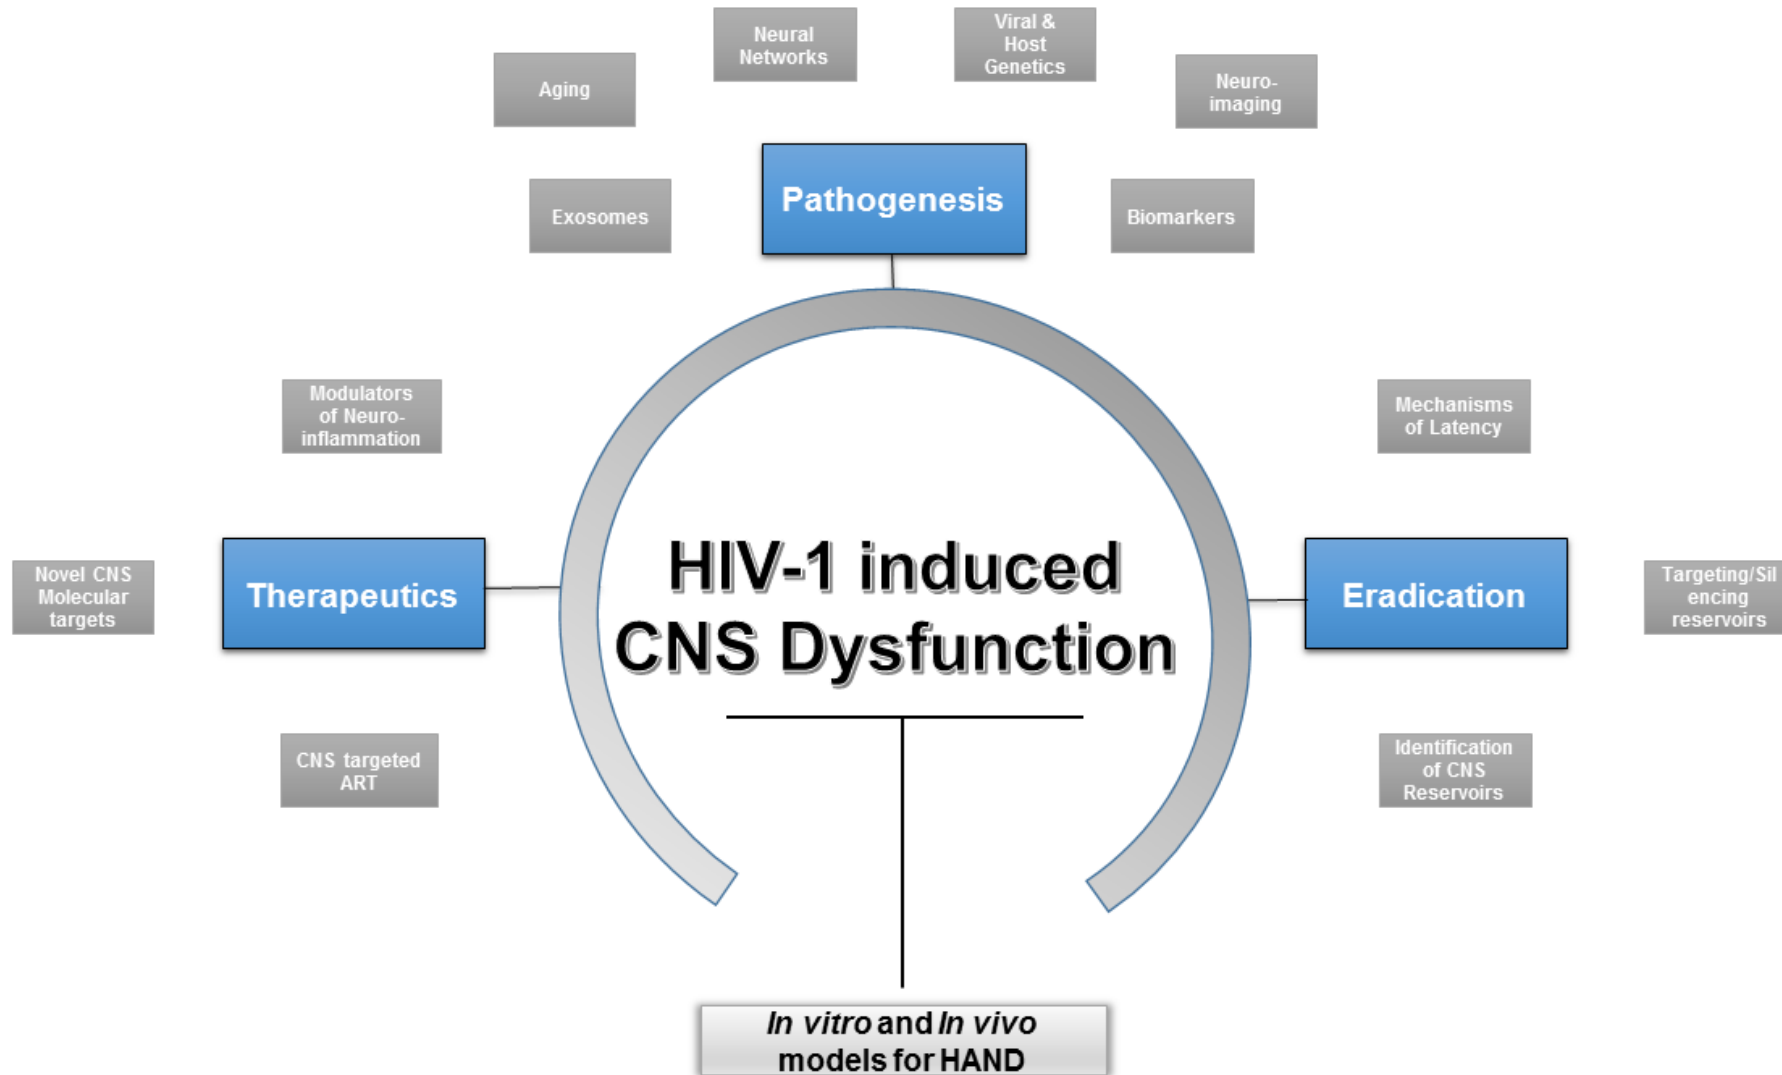 Neural
Networks
Viral &
Host
Genetics
Aging
Neuro-
imaging
Pathogenesis
Exosomes
Biomarkers
Modulators
of Neuro-
inflammation
Mechanisms
of Latency
Novel CNS
Molecular
targets
Therapeutics
HIV-1 induced
CNS Dysfunction
Eradication
Targeting/Sil
encing
reservoirs
CNS targeted
ART
Identification
of CNS
Reservoirs
In vitro and In vivo
models for HAND